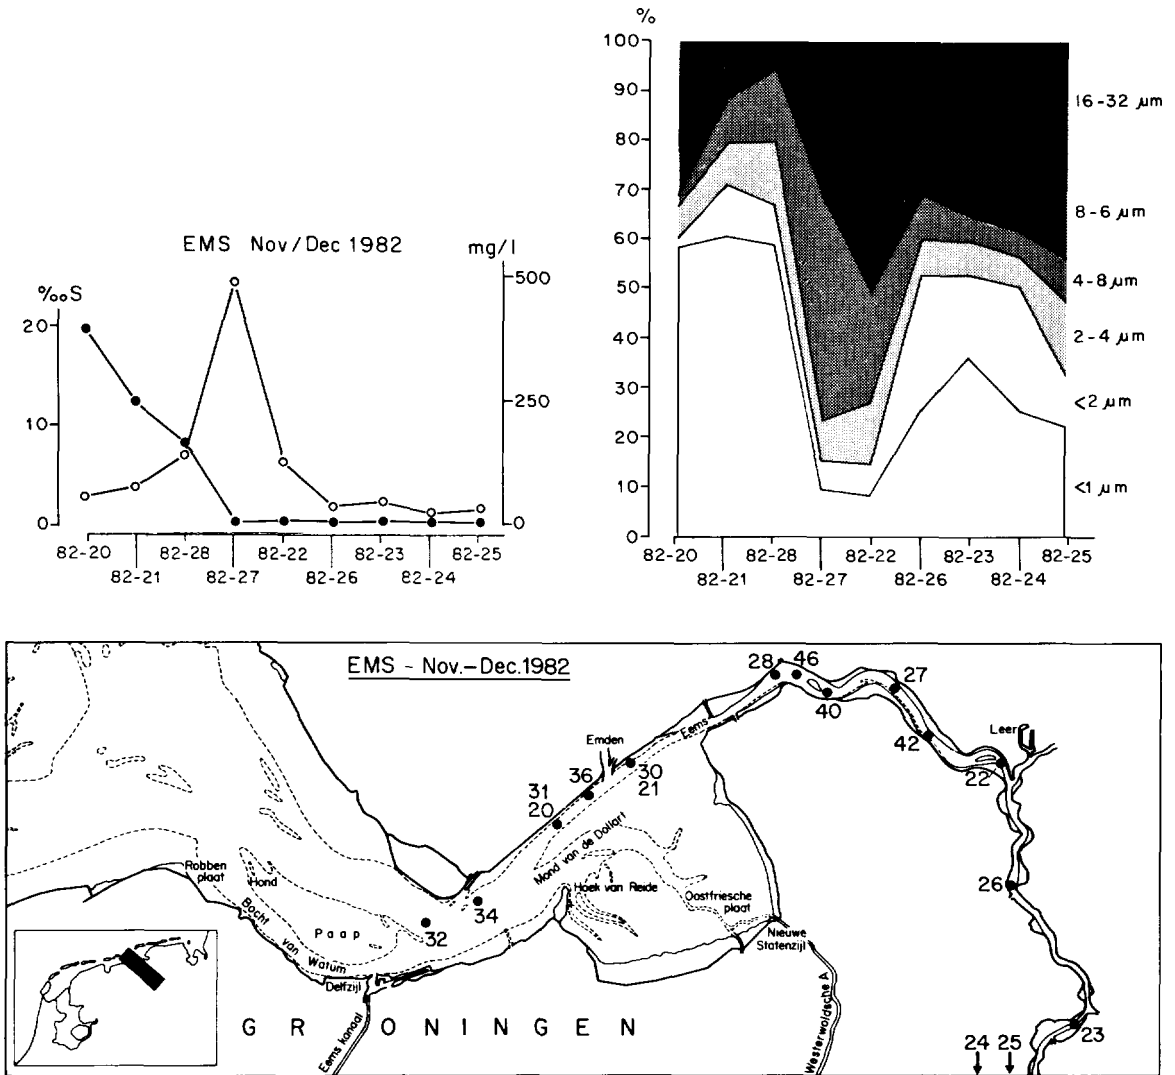 EMS Nov/Dec 1982
‰S
20
10
0
mg/l
500
250
0
82-20 82-28 82-22 82-23 82-25
82-21 82-27 82-26 82-24
%
100
90
80
70
60
50
40
30
20
10
0
16-32 µm
8-6 µm
4-8 µm
2-4 µm
<2 µm
<1 µm
82-20 82-28 82-22 82-23 82-25
82-21 82-27 82-26 82-24
EMS - Nov.-Dec.1982
28 46
27
40
42
Leer
22
Eems
Emden
30
21
36
31
20
Mond van de Dollart
Robben
plaat
Hond
Hoek van Reide
Oostfriesche
plaat
26
34
32
Paap
Bocht
van
Watum
Delfzijl
Nieuwe
Statenzijl
GRONINGEN
Eems kanaal
Westerwoldsche A
23
24 25